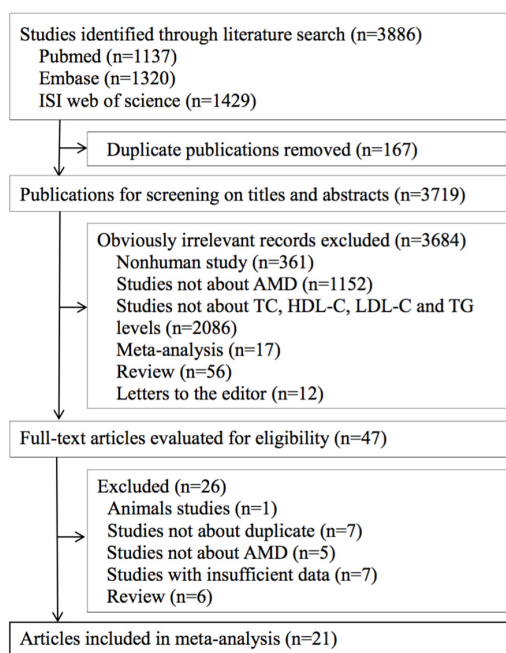 Studies identified through literature search (n=3886)
Pubmed (n=1137)
Embase (n=1320)
ISI web of science (n=1429)
Duplicate publications removed (n=167)
Publications for screening on titles and abstracts (n=3719)
Obviously irrelevant records excluded (n=3684)
Nonhuman study (n=361)
Studies not about AMD (n=1152)
Studies not about TC, HDL-C, LDL-C and TG
levels (n=2086)
Meta-analysis (n=17)
Review (n=56)
Letters to the editor (n=12)
Full-text articles evaluated for eligibility (n=47)
Excluded (n=26)
Animals studies (n=1)
Studies not about duplicate (n=7)
Studies not about AMD (n=5)
Studies with insufficient data (n=7)
Review (n=6)
Articles included in meta-analysis (n=21)